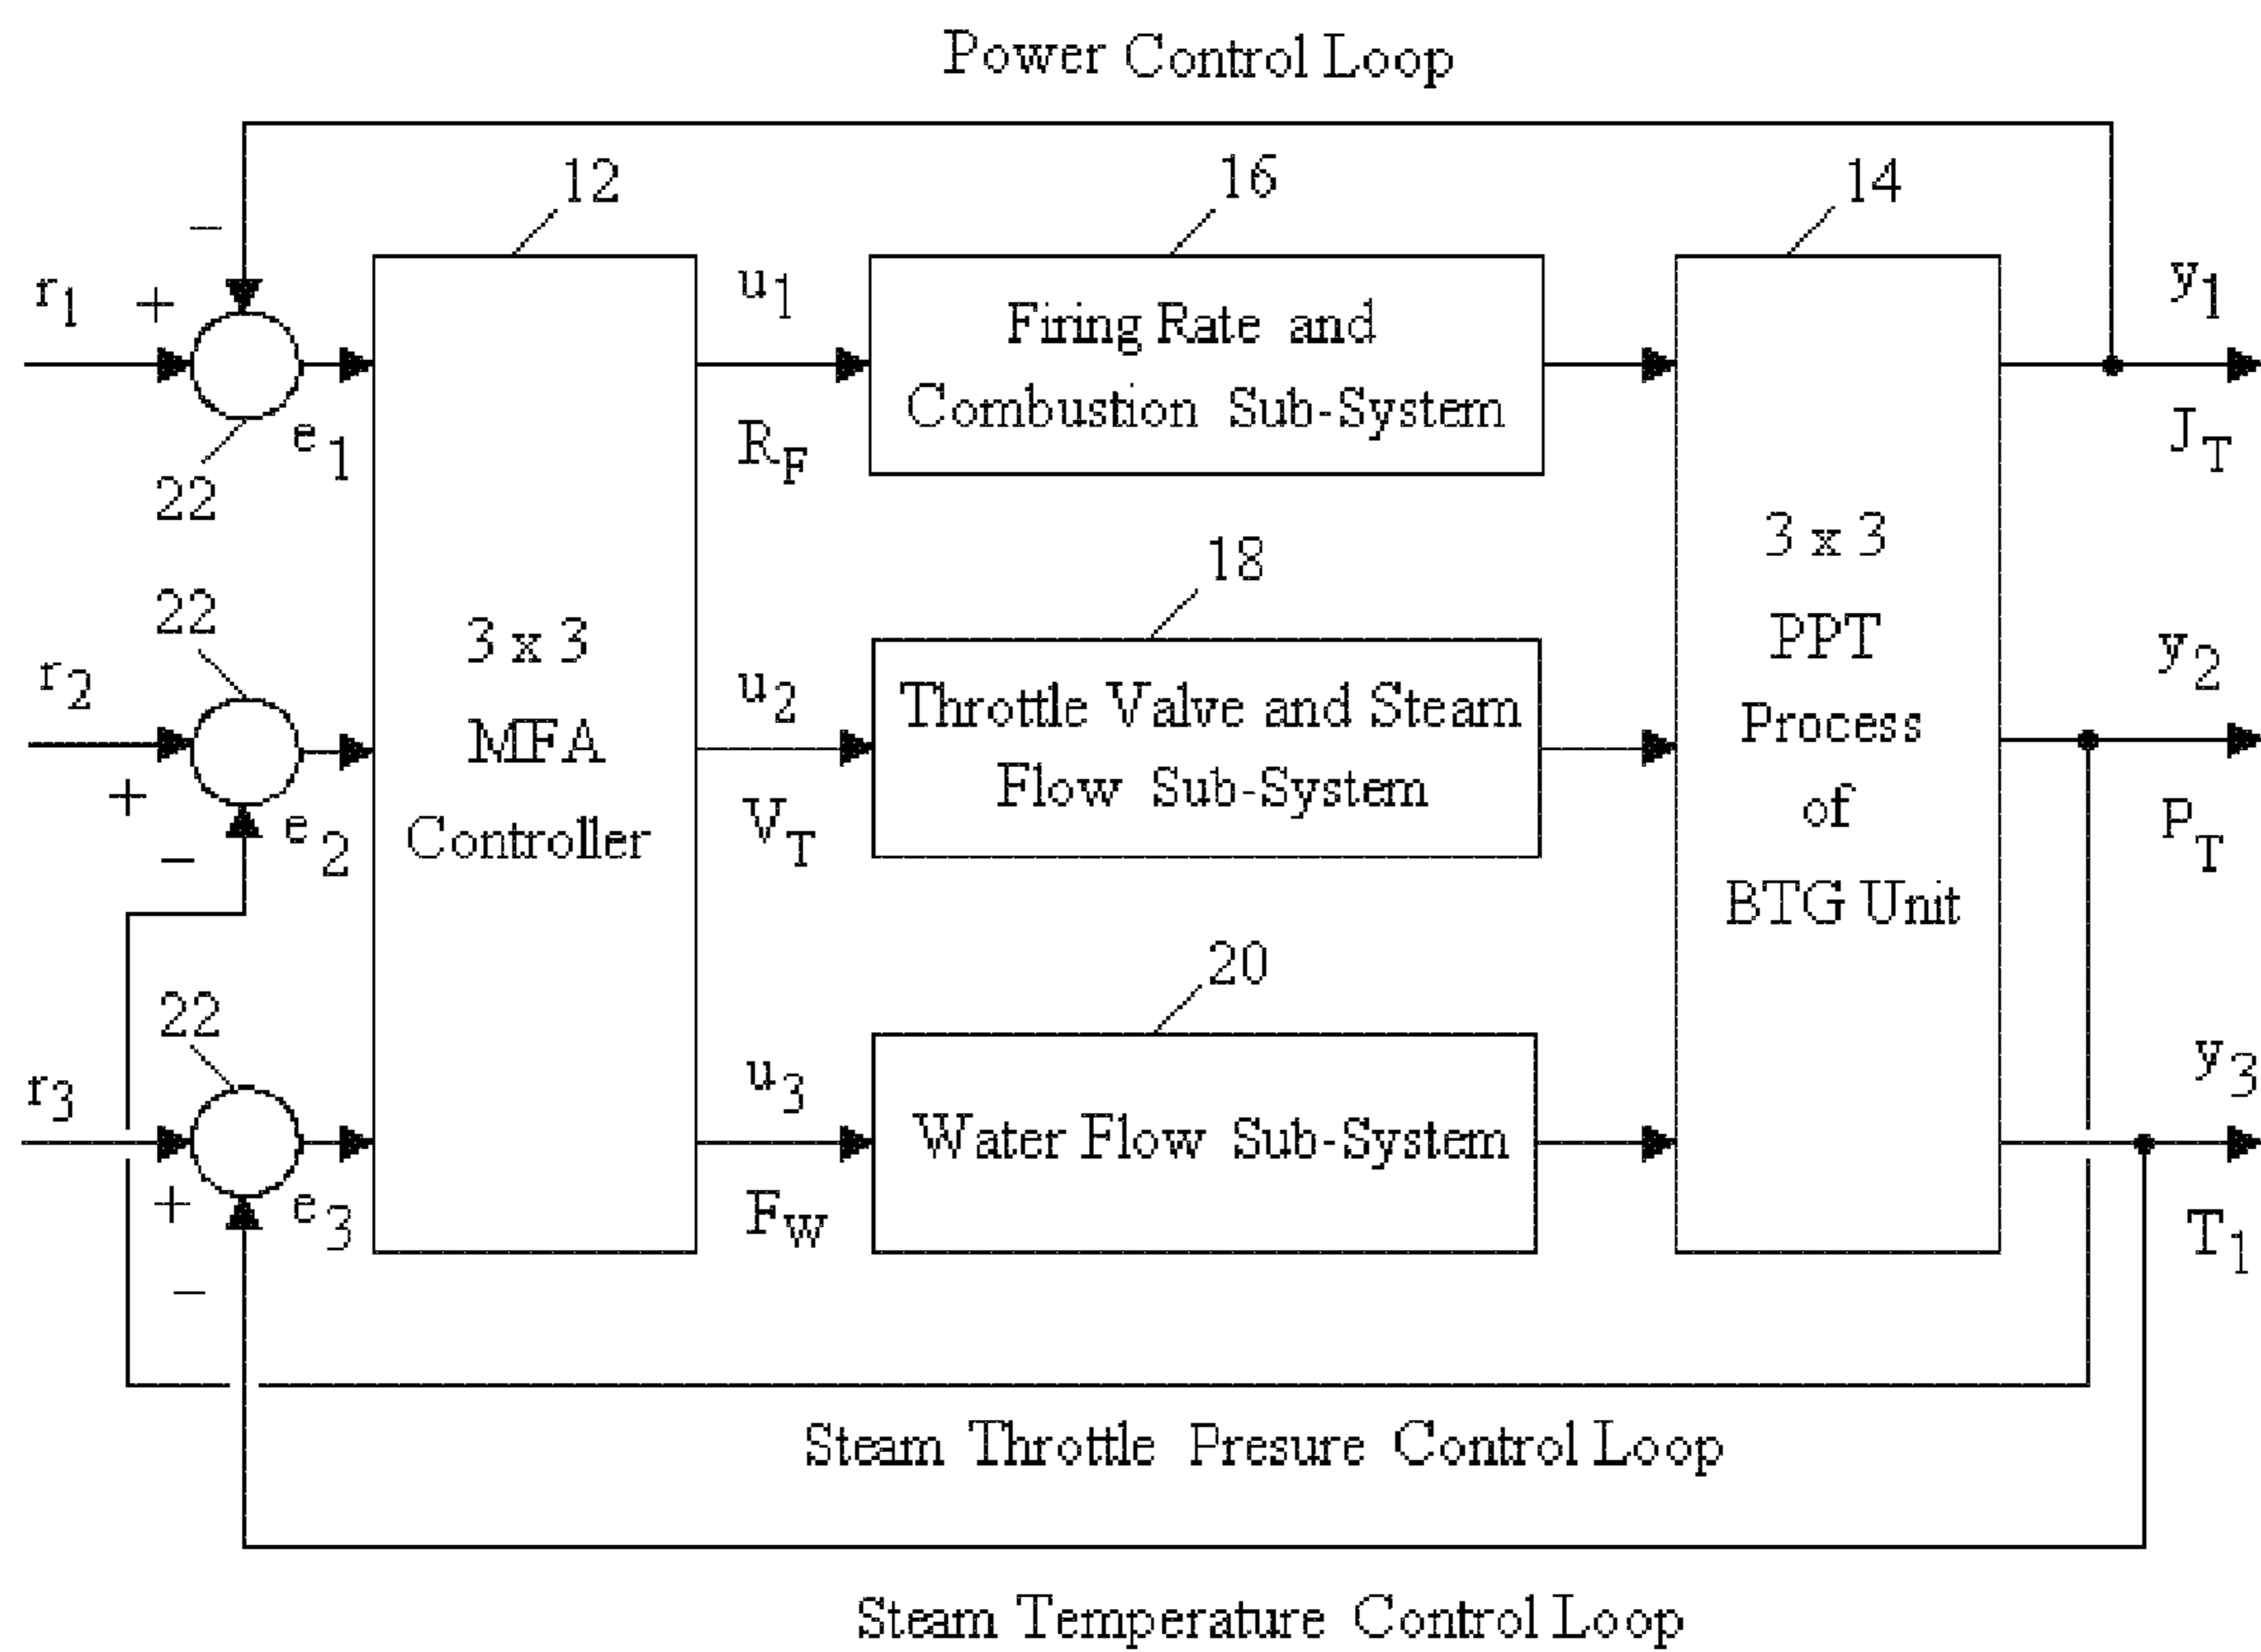 Power Control Loop
12
16
14
−
r1
+
u1
Firing Rate and
Combustion Sub-System
y1
e1
RF
JT
22
3 x 3
PPT
Process
of
BTG Unit
18
22
3 x 3
MFA
Controller
r2
u2
Throttle Valve and Steam
Flow Sub-System
y2
+
e2
VT
PT
−
20
22
r3
u3
Water Flow Sub-System
y3
+
e3
FW
T1
−
Steam Throttle Presure Control Loop
Steam Temperature Control Loop